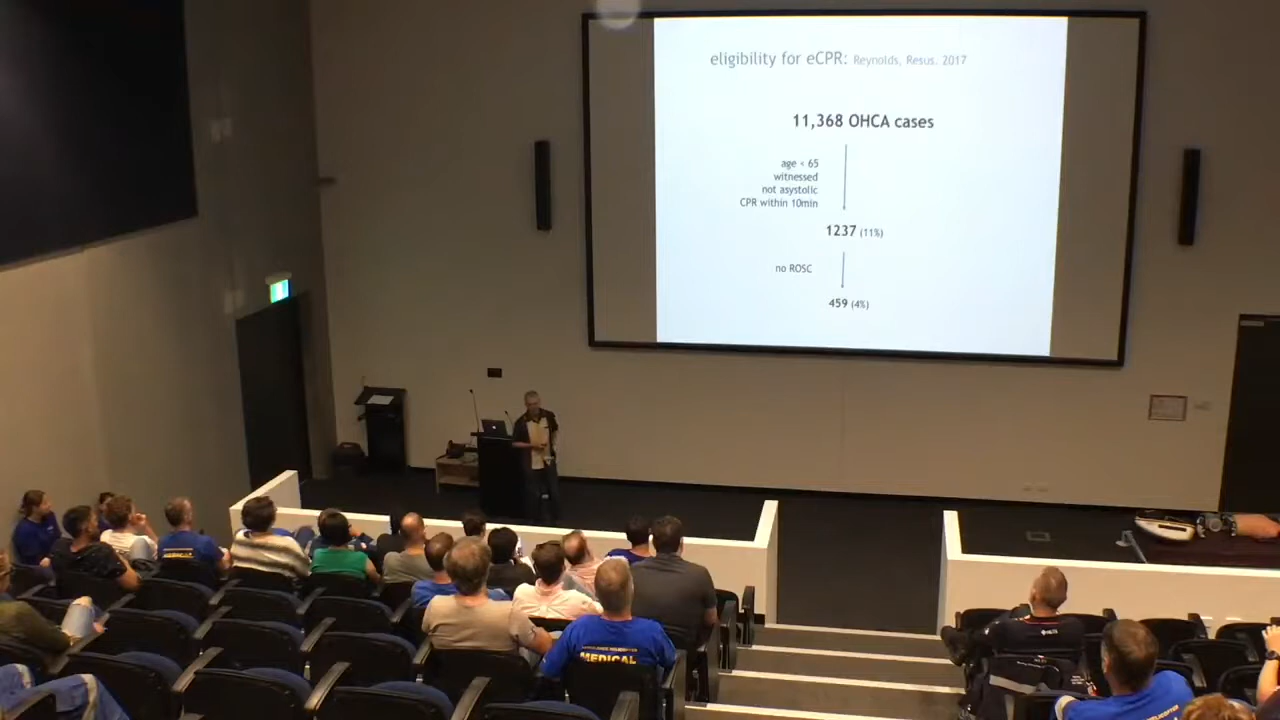 eligibility for eCPR: Reynolds, Resus. 2017
11,368 OHCA cases
age < 65
witnessed
not asystolic
CPR within 10min
1237 (11%)
no ROSC
459 (4%)
MEDICAL